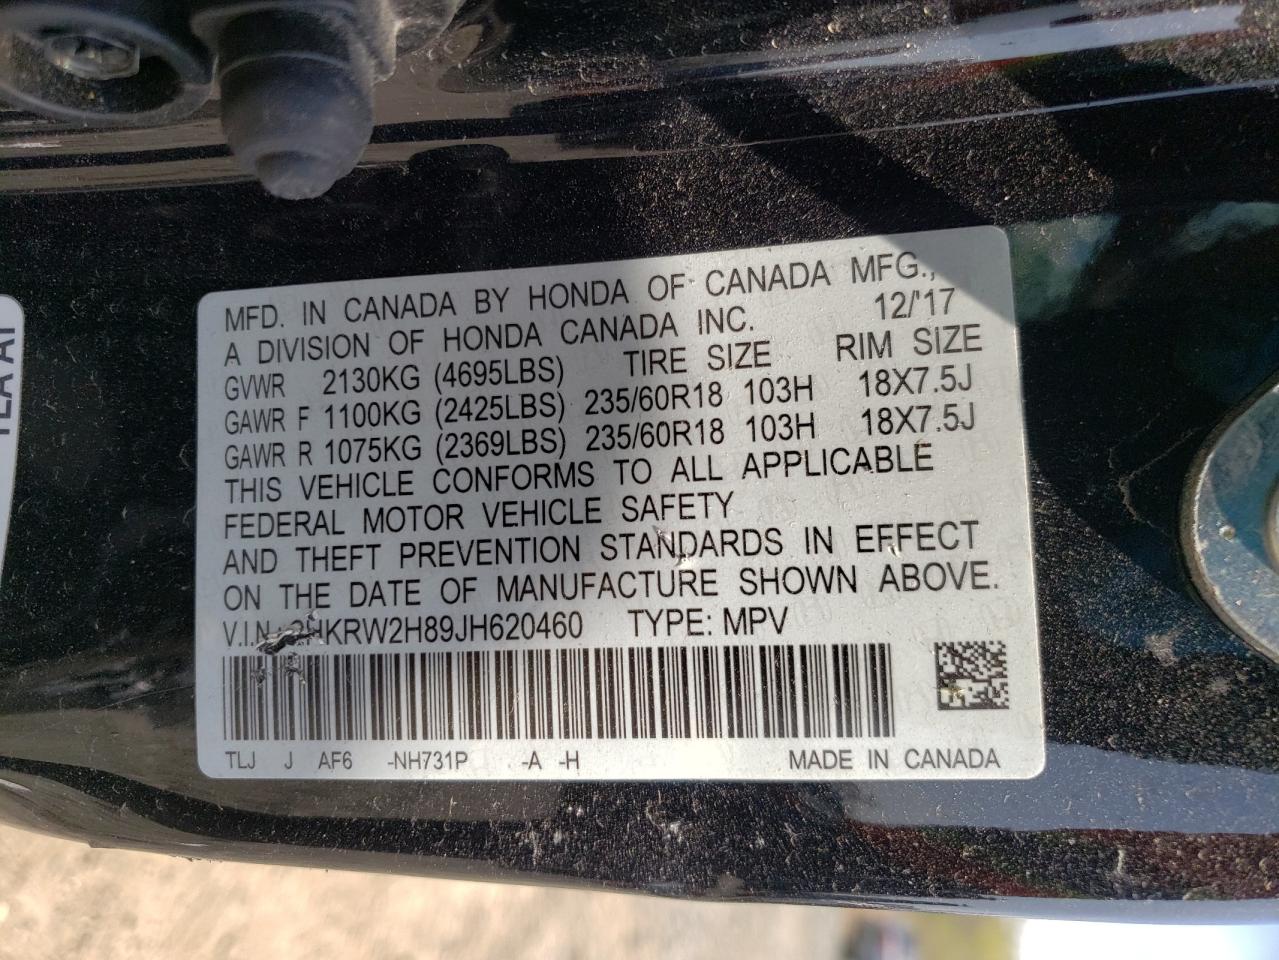 MFD. IN CANADA BY HONDA OF CANADA MFG.,
A DIVISION OF HONDA CANADA INC. 12/'17
GVWR 2130KG (4695LBS) TIRE SIZE RIM SIZE
GAWR F 1100KG (2425LBS) 235/60R18 103H 18X7.5J
GAWR R 1075KG (2369LBS) 235/60R18 103H 18X7.5J
THIS VEHICLE CONFORMS TO ALL APPLICABLE
FEDERAL MOTOR VEHICLE SAFETY
AND THEFT PREVENTION STANDARDS IN EFFECT
ON THE DATE OF MANUFACTURE SHOWN ABOVE.
V.I.N.: 2HKRW2H89JH620460 TYPE: MPV
TLJ J AF6 -NH731P -A -H MADE IN CANADA